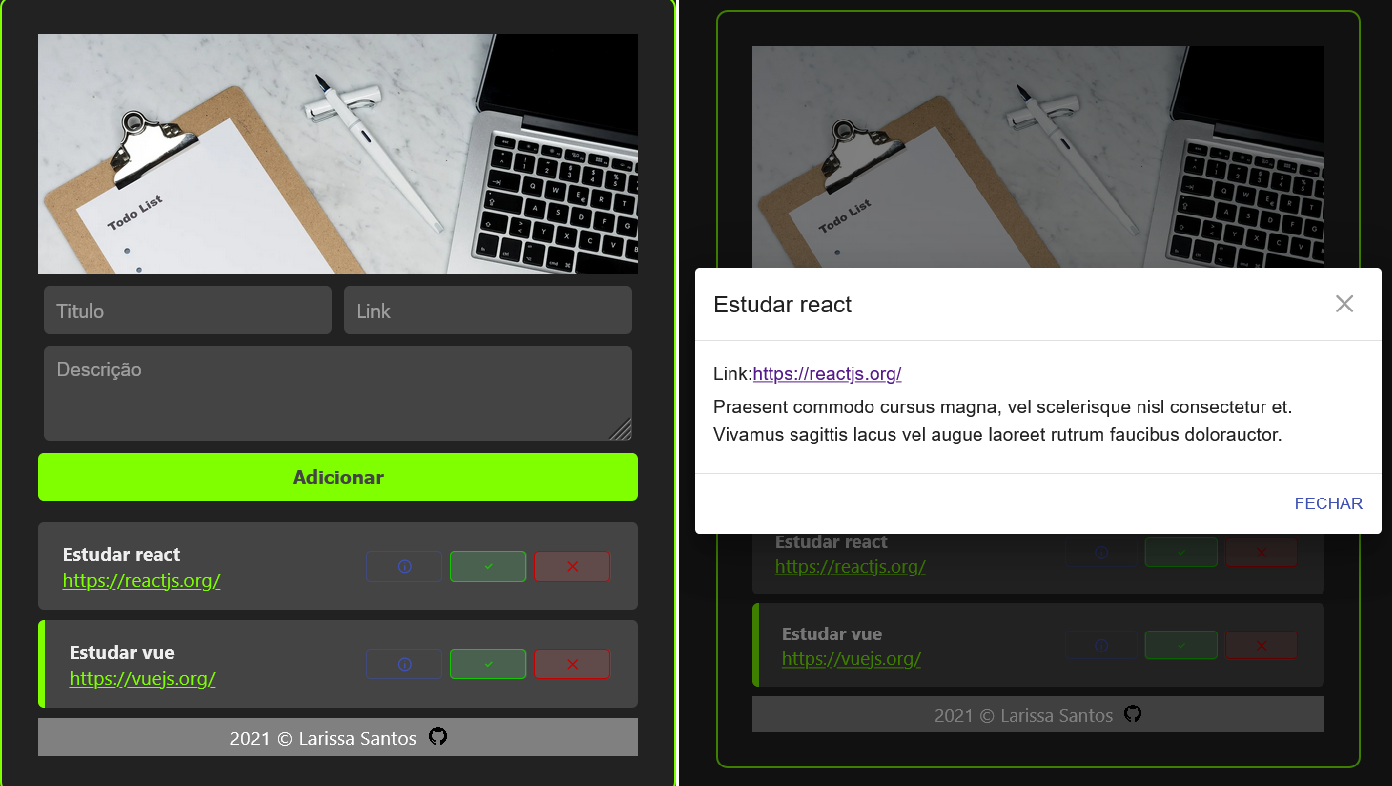 Todo List
Titulo
Link
Descrição
Adicionar
Estudar react
https://reactjs.org/
Estudar vue
https://vuejs.org/
2021 © Larissa Santos
Todo List
Estudar react
Link:https://reactjs.org/
Praesent commodo cursus magna, vel scelerisque nisl consectetur et.
Vivamus sagittis lacus vel augue laoreet rutrum faucibus dolorauctor.
FECHAR
Estudar react
https://reactjs.org/
Estudar vue
https://vuejs.org/
2021 © Larissa Santos